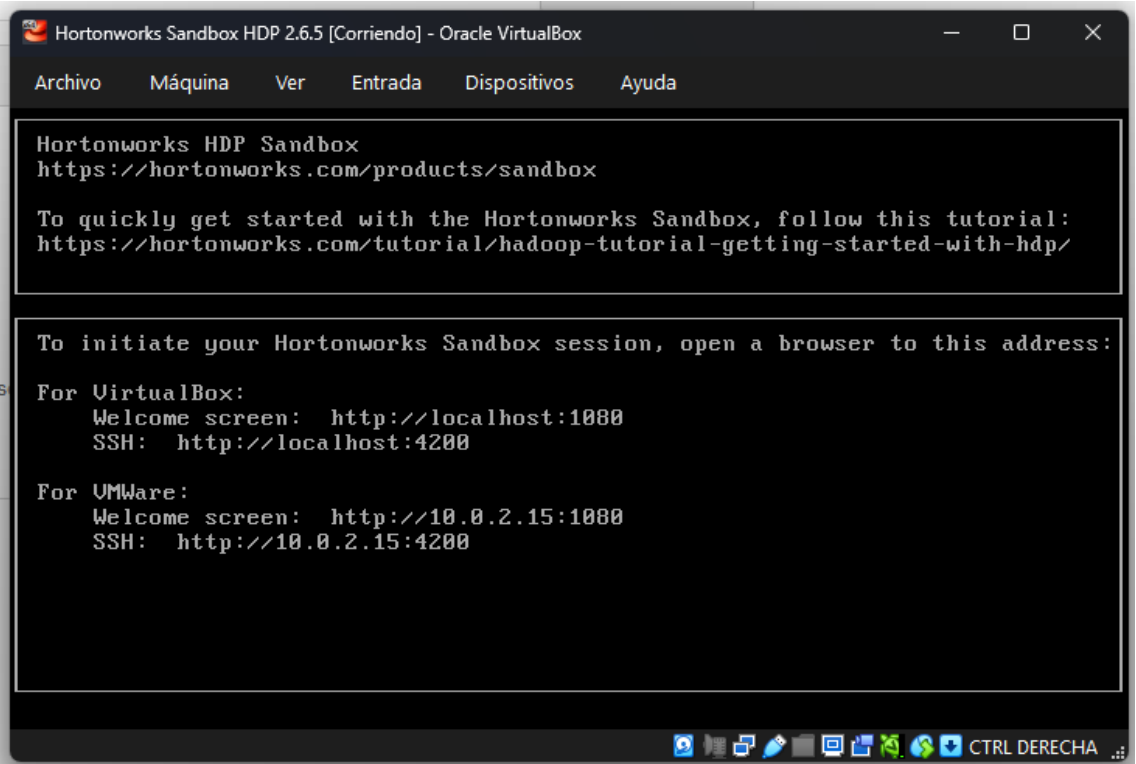 Hortonworks Sandbox HDP 2.6.5 [Corriendo] - Oracle VirtualBox
Archivo Máquina Ver Entrada Dispositivos Ayuda
Hortonworks HDP Sandbox
https://hortonworks.com/products/sandbox
To quickly get started with the Hortonworks Sandbox, follow this tutorial:
https://hortonworks.com/tutorial/hadoop-tutorial-getting-started-with-hdp/
To initiate your Hortonworks Sandbox session, open a browser to this address:
For VirtualBox:
Welcome screen: http://localhost:1080
SSH: http://localhost:4200
For VMWare:
Welcome screen: http://10.0.2.15:1080
SSH: http://10.0.2.15:4200
CTRL DERECHA